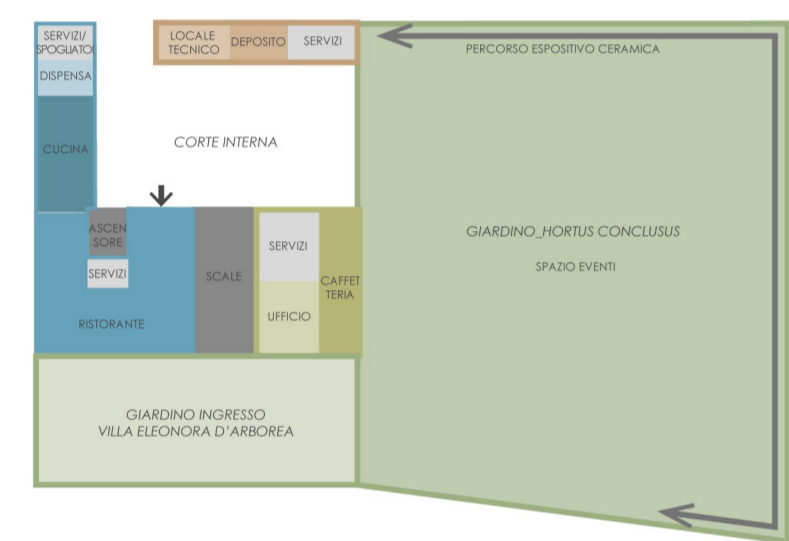 SERVIZI/
SPOGLIATOI
DISPENSA
CUCINA
LOCALE
TECNICO
DEPOSITO
SERVIZI
PERCORSO ESPOSITIVO CERAMICA
CORTE INTERNA
ASCEN
SORE
SERVIZI
RISTORANTE
SCALE
SERVIZI
UFFICIO
CAFFET
TERIA
GIARDINO_HORTUS CONCLUSUS
SPAZIO EVENTI
GIARDINO INGRESSO
VILLA ELEONORA D'ARBOREA